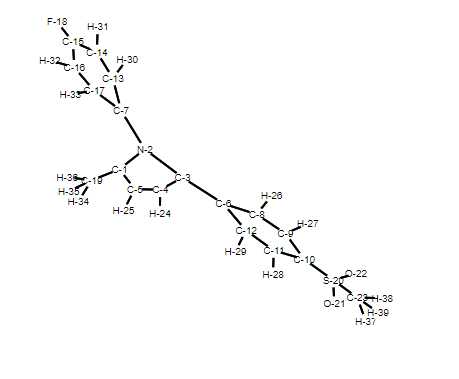 F-18
H-31
C-15
C-14
H-32
C-16
H-30
C-13
H-33
C-17
C-7
N-2
C-1
C-3
H-36
C-19
H-35
C-5
C-4
H-34
H-25
H-24
C-6
H-26
C-8
H-27
C-12
C-9
H-29
C-11
C-10
H-28
O-22
S-20
C-23
H-38
O-21
H-39
H-37